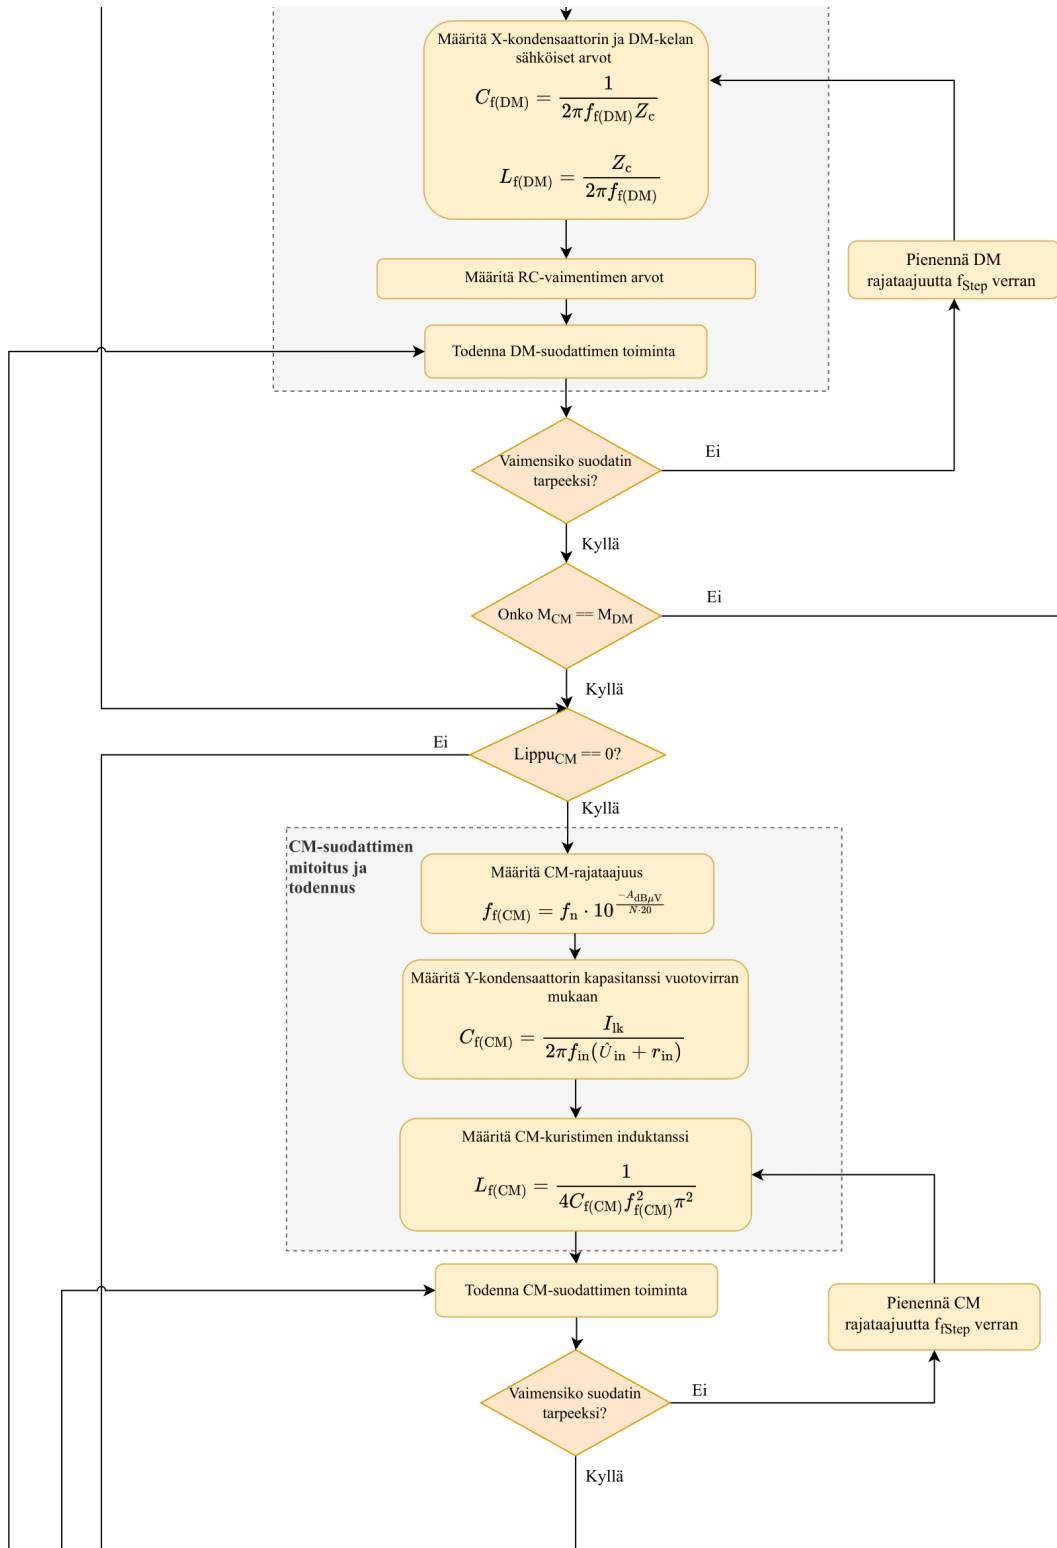 Määritä X-kondensaattorin ja DM-kelan
sähköiset arvot
C_f(DM) = 1 / (2πf_f(DM) Z_c)
L_f(DM) = Z_c / (2πf_f(DM))
Määritä RC-vaimentimen arvot
Pienennä DM
rajataajuutta f_Step verran
Todenna DM-suodattimen toiminta
Vaimensiko suodatin
tarpeeksi?
Ei
Kyllä
Onko M_CM == M_DM
Ei
Kyllä
Lippu_CM == 0?
Ei
Kyllä
CM-suodattimen
mitoitus ja
todennus
Määritä CM-rajataajuus
f_f(CM) = f_n · 10^(-A_dBµV / (N·20))
Määritä Y-kondensaattorin kapasitanssi vuotovirran
mukaan
C_f(CM) = I_lk / (2πf_in(Û_in + r_in))
Määritä CM-kuristimen induktanssi
L_f(CM) = 1 / (4C_f(CM) f²_f(CM) π²)
Todenna CM-suodattimen toiminta
Pienennä CM
rajataajuutta f_fStep verran
Vaimensiko suodatin
tarpeeksi?
Ei
Kyllä